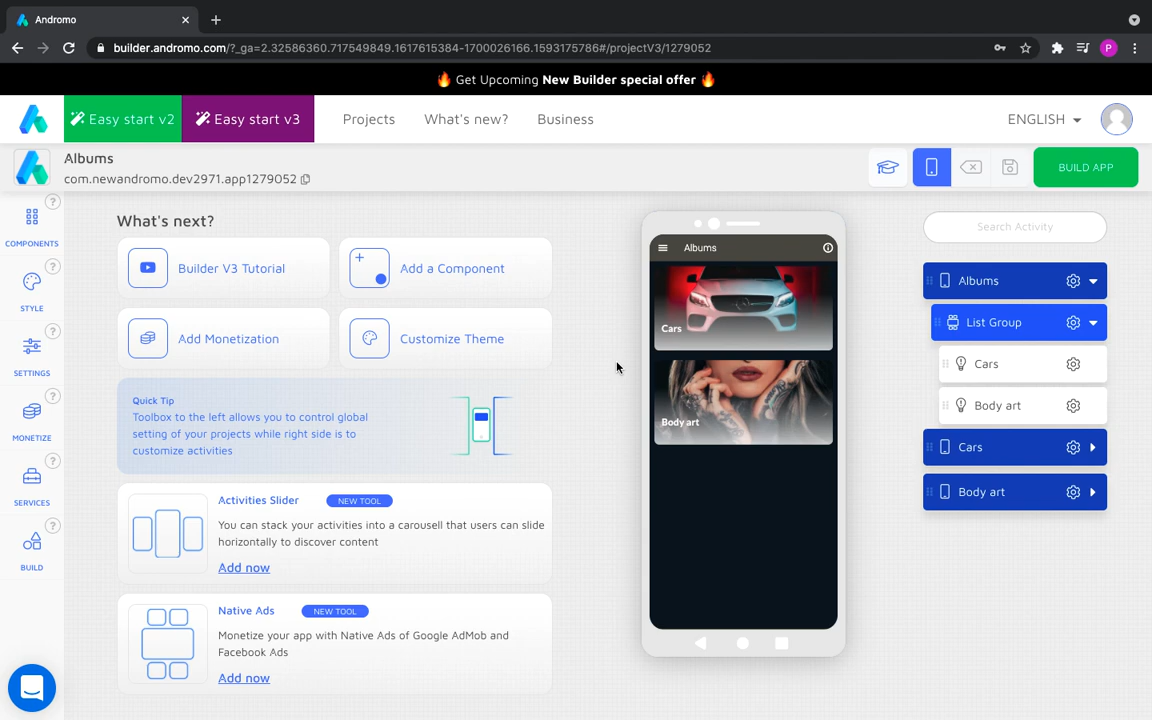 Andromo
builder.andromo.com/?_ga=2.32586360.717549849.1617615384-1700026166.1593175786#/projectV3/1279052
P
🔥 Get Upcoming New Builder special offer 🔥
Easy start v2
Easy start v3
Projects
What's new?
Business
ENGLISH
Albums
com.newandromo.dev2971.app1279052
BUILD APP
?
COMPONENTS
?
STYLE
?
SETTINGS
?
MONETIZE
?
SERVICES
?
BUILD
What's next?
Builder V3 Tutorial
Add a Component
Add Monetization
Customize Theme
Quick Tip
Toolbox to the left allows you to control global
setting of your projects while right side is to
customize activities
Activities Slider
NEW TOOL
You can stack your activities into a carousell that users can slide
horizontally to discover content
Add now
Native Ads
NEW TOOL
Monetize your app with Native Ads of Google AdMob and
Facebook Ads
Add now
Albums
Cars
Body art
Search Activity
Albums
List Group
Cars
Body art
Cars
Body art